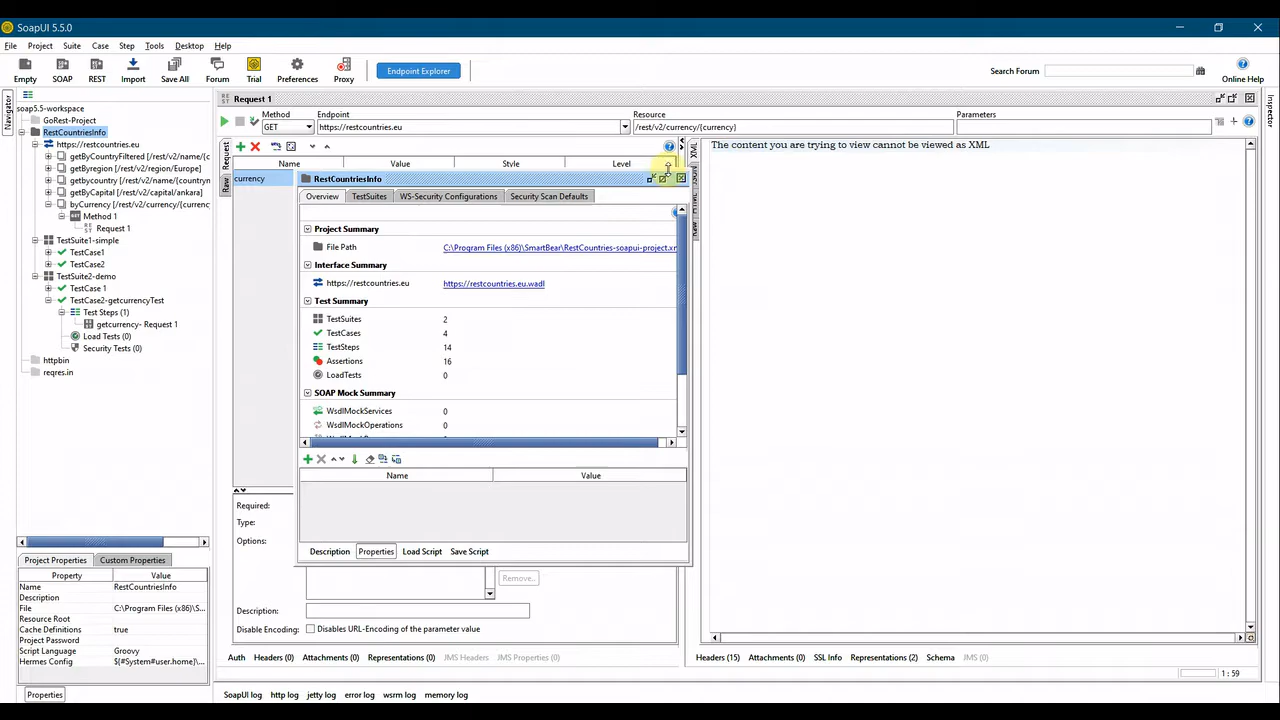 SoapUI 5.5.0
File Project Suite Case Step Tools Desktop Help
Empty SOAP REST Import Save All Forum Trial Preferences Proxy
Endpoint Explorer
Search Forum
Online Help
Navigator
soap5.5-workspace
GoRest-Project
RestCountriesInfo
https://restcountries.eu
getByCountryFiltered [/rest/v2/name/{c
getByRegion [/rest/v2/region/Europe]
getbycountry [/rest/v2/name/{countryn
getByCapital [/rest/v2/capital/ankara]
byCurrency [/rest/v2/currency/{currenc
Method 1
Request 1
TestSuite1-simple
TestCase1
TestCase2
TestSuite2-demo
TestCase 1
TestCase2-getcurrencyTest
Test Steps (1)
getcurrency- Request 1
Load Tests (0)
Security Tests (0)
httpbin
reqres.in
Project Properties Custom Properties
Property Value
Name RestCountriesInfo
Description
File C:\Program Files (x86)\S...
Resource Root
Cache Definitions true
Project Password
Script Language Groovy
Hermes Config ${#System#user.home}\...
Properties
Request 1
Method Endpoint Resource Parameters
GET https://restcountries.eu /rest/v2/currency/{currency}
Request
Raw
Name Value Style Level
currency
RestCountriesInfo
Overview TestSuites WS-Security Configurations Security Scan Defaults
Project Summary
File Path C:\Program Files (x86)\SmartBear\RestCountries-soapui-project.xm
Interface Summary
https://restcountries.eu https://restcountries.eu.wadl
Test Summary
TestSuites 2
TestCases 4
TestSteps 14
Assertions 16
LoadTests 0
SOAP Mock Summary
WsdlMockServices 0
WsdlMockOperations 0
Name Value
Description Properties Load Script Save Script
Required:
Type:
Options:
Remove..
Description:
Disable Encoding: Disables URL-Encoding of the parameter value
Auth Headers (0) Attachments (0) Representations (0) JMS Headers JMS Properties (0)
XML
JSON
HTML
Raw
The content you are trying to view cannot be viewed as XML
Headers (15) Attachments (0) SSL Info Representations (2) Schema JMS (0)
1 : 59
Inspector
SoapUI log http log jetty log error log wsrm log memory log